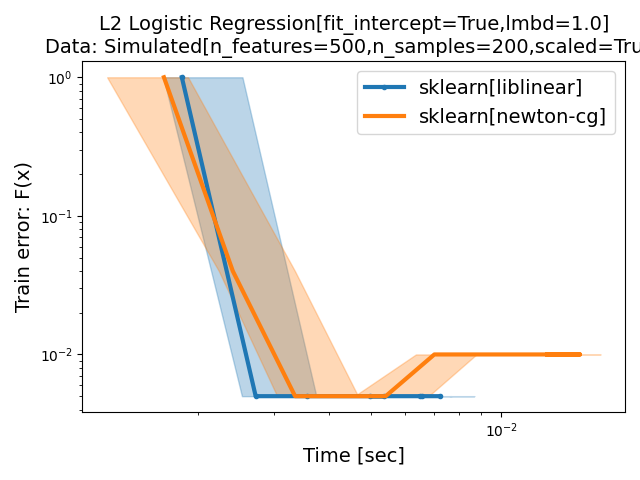 L2 Logistic Regression[fit_intercept=True,lmbd=1.0]
Data: Simulated[n_features=500,n_samples=200,scaled=Tru
sklearn[liblinear]
sklearn[newton-cg]
Train error: F(x)
10⁰
10⁻¹
10⁻²
10⁻²
Time [sec]